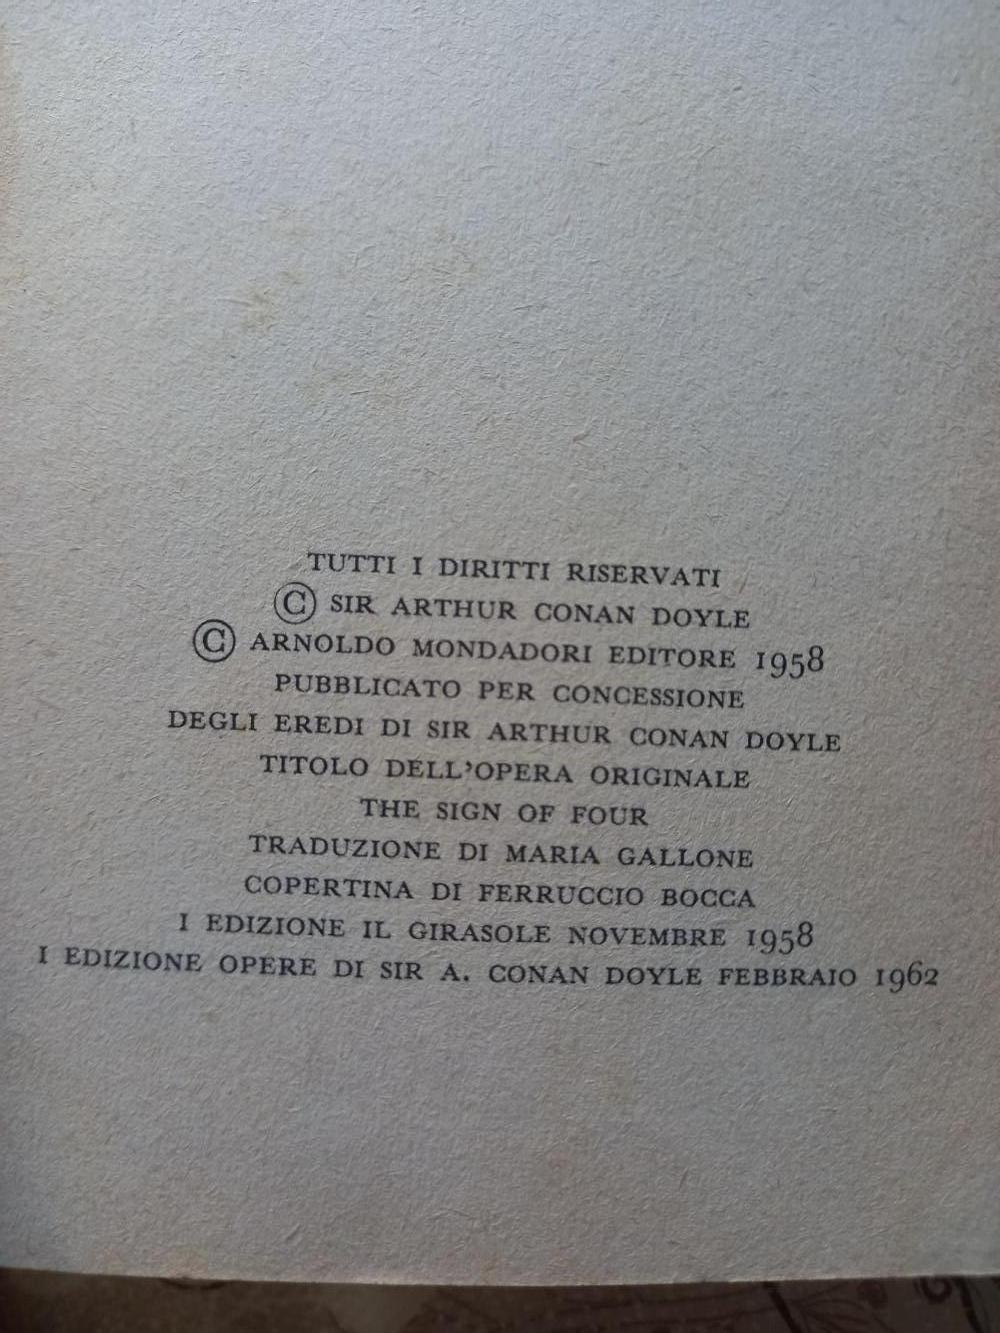 TUTTI I DIRITTI RISERVATI
© SIR ARTHUR CONAN DOYLE
© ARNOLDO MONDADORI EDITORE 1958
PUBBLICATO PER CONCESSIONE
DEGLI EREDI DI SIR ARTHUR CONAN DOYLE
TITOLO DELL'OPERA ORIGINALE
THE SIGN OF FOUR
TRADUZIONE DI MARIA GALLONE
COPERTINA DI FERRUCCIO BOCCA
I EDIZIONE IL GIRASOLE NOVEMBRE 1958
I EDIZIONE OPERE DI SIR A. CONAN DOYLE FEBBRAIO 1962